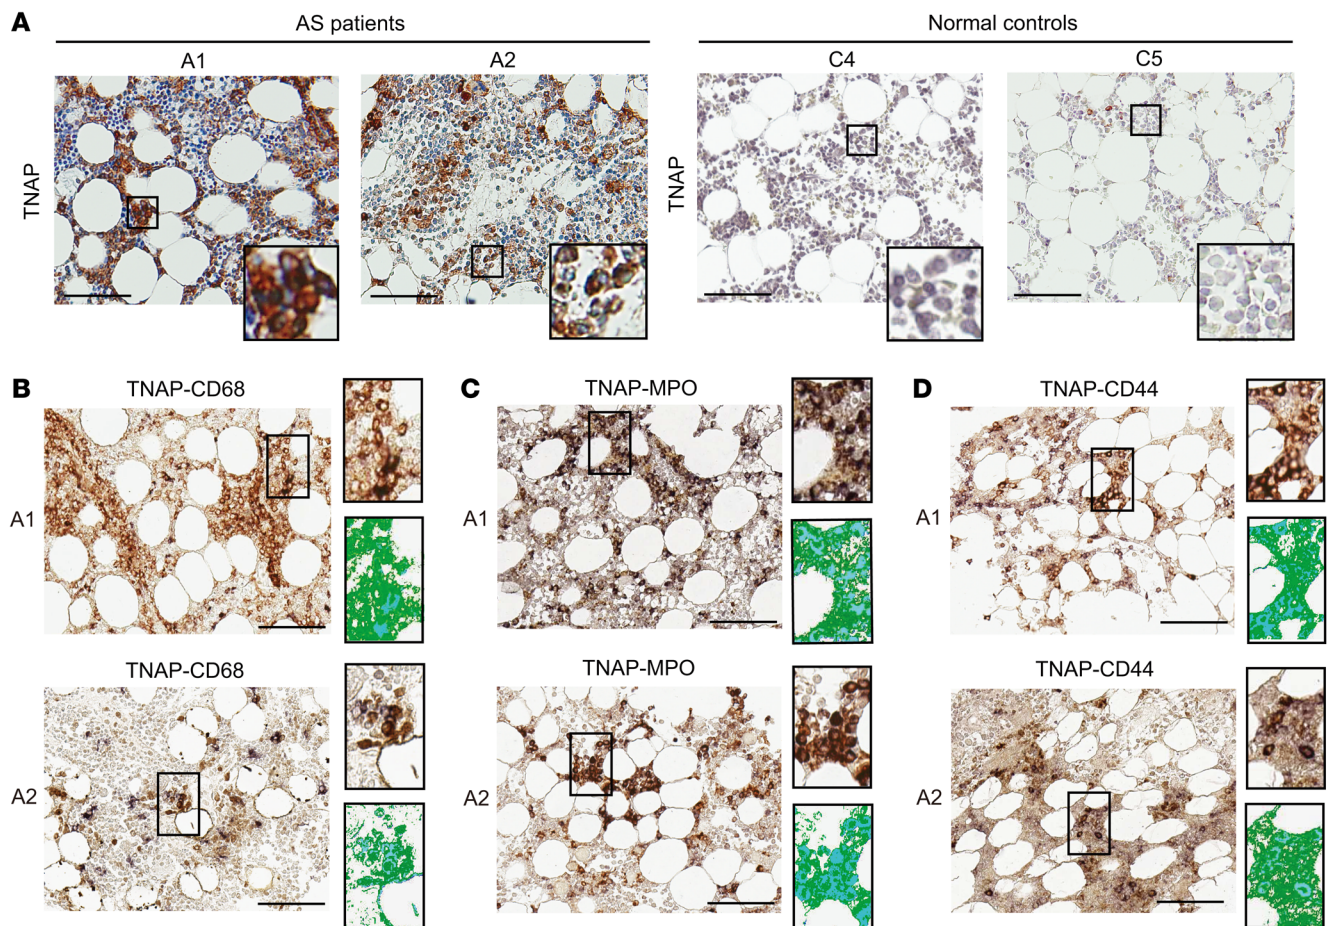 A
AS patients
Normal controls
A1
A2
C4
C5
TNAP
TNAP
B
TNAP-CD68
C
TNAP-MPO
D
TNAP-CD44
A1
A1
A1
TNAP-CD68
TNAP-MPO
TNAP-CD44
A2
A2
A2